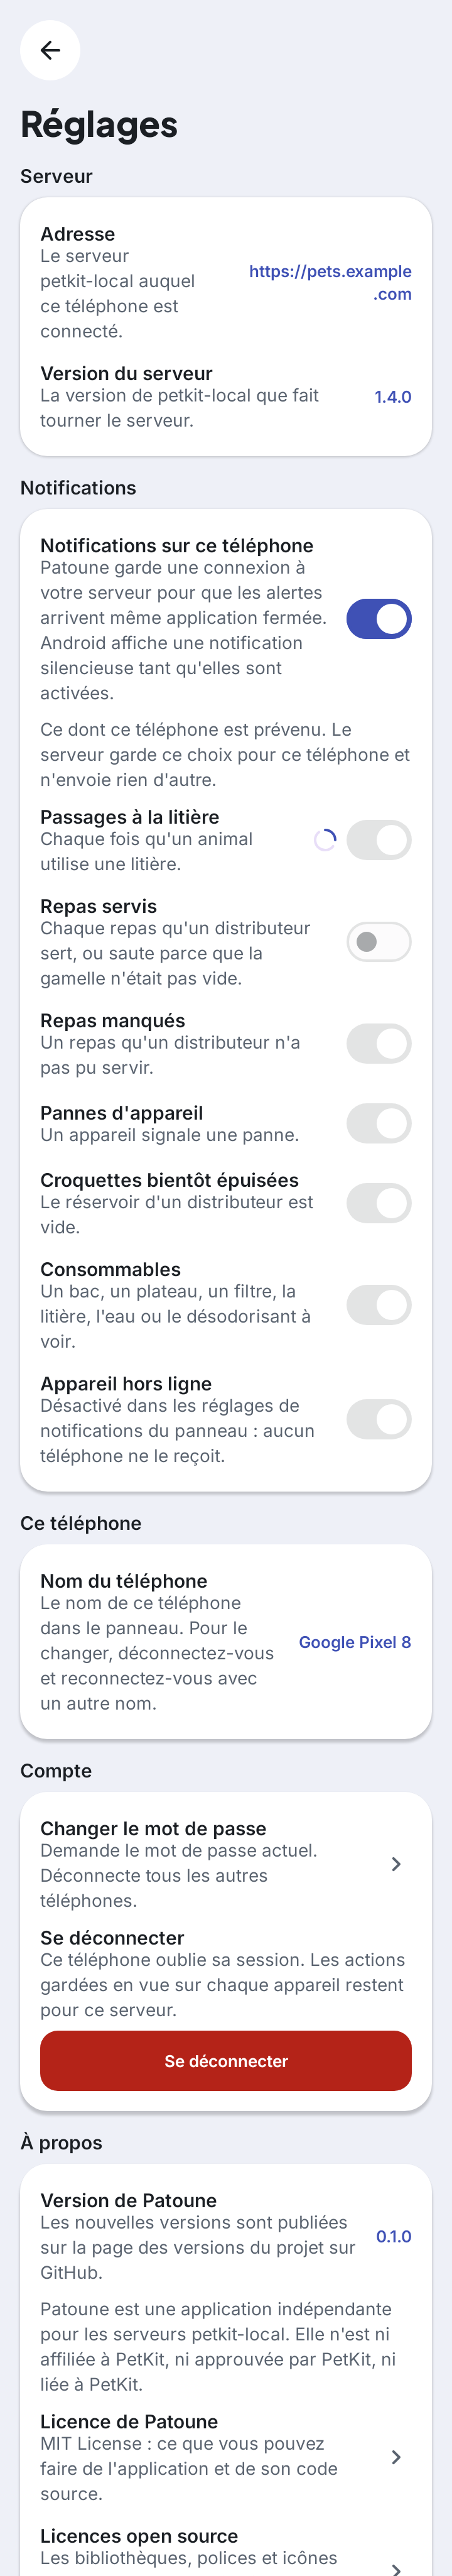 Réglages
Serveur
Adresse
Le serveur
petkit-local auquel
ce téléphone est
connecté.
https://pets.example
.com
Version du serveur
La version de petkit-local que fait
tourner le serveur.
1.4.0
Notifications
Notifications sur ce téléphone
Patoune garde une connexion à
votre serveur pour que les alertes
arrivent même application fermée.
Android affiche une notification
silencieuse tant qu'elles sont
activées.
Ce dont ce téléphone est prévenu. Le
serveur garde ce choix pour ce téléphone et
n'envoie rien d'autre.
Passages à la litière
Chaque fois qu'un animal
utilise une litière.
Repas servis
Chaque repas qu'un distributeur
sert, ou saute parce que la
gamelle n'était pas vide.
Repas manqués
Un repas qu'un distributeur n'a
pas pu servir.
Pannes d'appareil
Un appareil signale une panne.
Croquettes bientôt épuisées
Le réservoir d'un distributeur est
vide.
Consommables
Un bac, un plateau, un filtre, la
litière, l'eau ou le désodorisant à
voir.
Appareil hors ligne
Désactivé dans les réglages de
notifications du panneau : aucun
téléphone ne le reçoit.
Ce téléphone
Nom du téléphone
Le nom de ce téléphone
dans le panneau. Pour le
changer, déconnectez-vous
et reconnectez-vous avec
un autre nom.
Google Pixel 8
Compte
Changer le mot de passe
Demande le mot de passe actuel.
Déconnecte tous les autres
téléphones.
Se déconnecter
Ce téléphone oublie sa session. Les actions
gardées en vue sur chaque appareil restent
pour ce serveur.
Se déconnecter
À propos
Version de Patoune
Les nouvelles versions sont publiées
sur la page des versions du projet sur
GitHub.
0.1.0
Patoune est une application indépendante
pour les serveurs petkit-local. Elle n'est ni
affiliée à PetKit, ni approuvée par PetKit, ni
liée à PetKit.
Licence de Patoune
MIT License : ce que vous pouvez
faire de l'application et de son code
source.
Licences open source
Les bibliothèques, polices et icônes